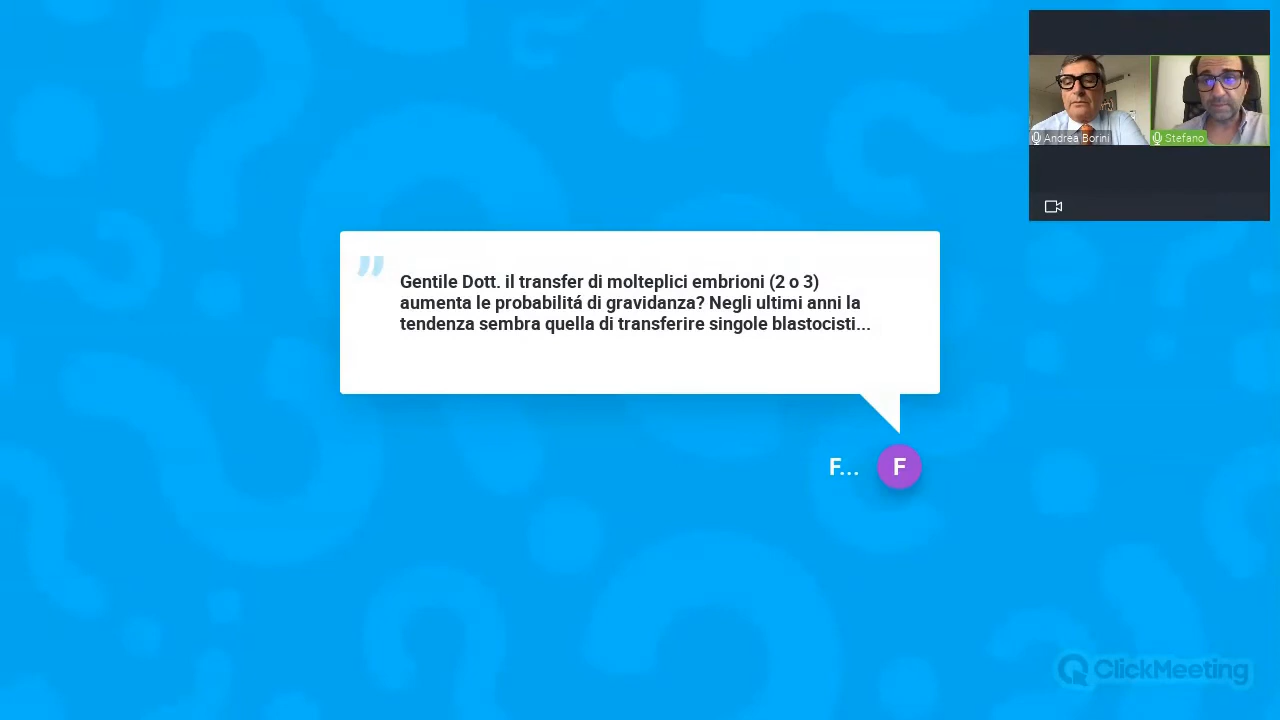 Andrea Borini
Stefano
Gentile Dott. il transfer di molteplici embrioni (2 o 3)
aumenta le probabilitá di gravidanza? Negli ultimi anni la
tendenza sembra quella di transferire singole blastocisti...
F...
F
ClickMeeting